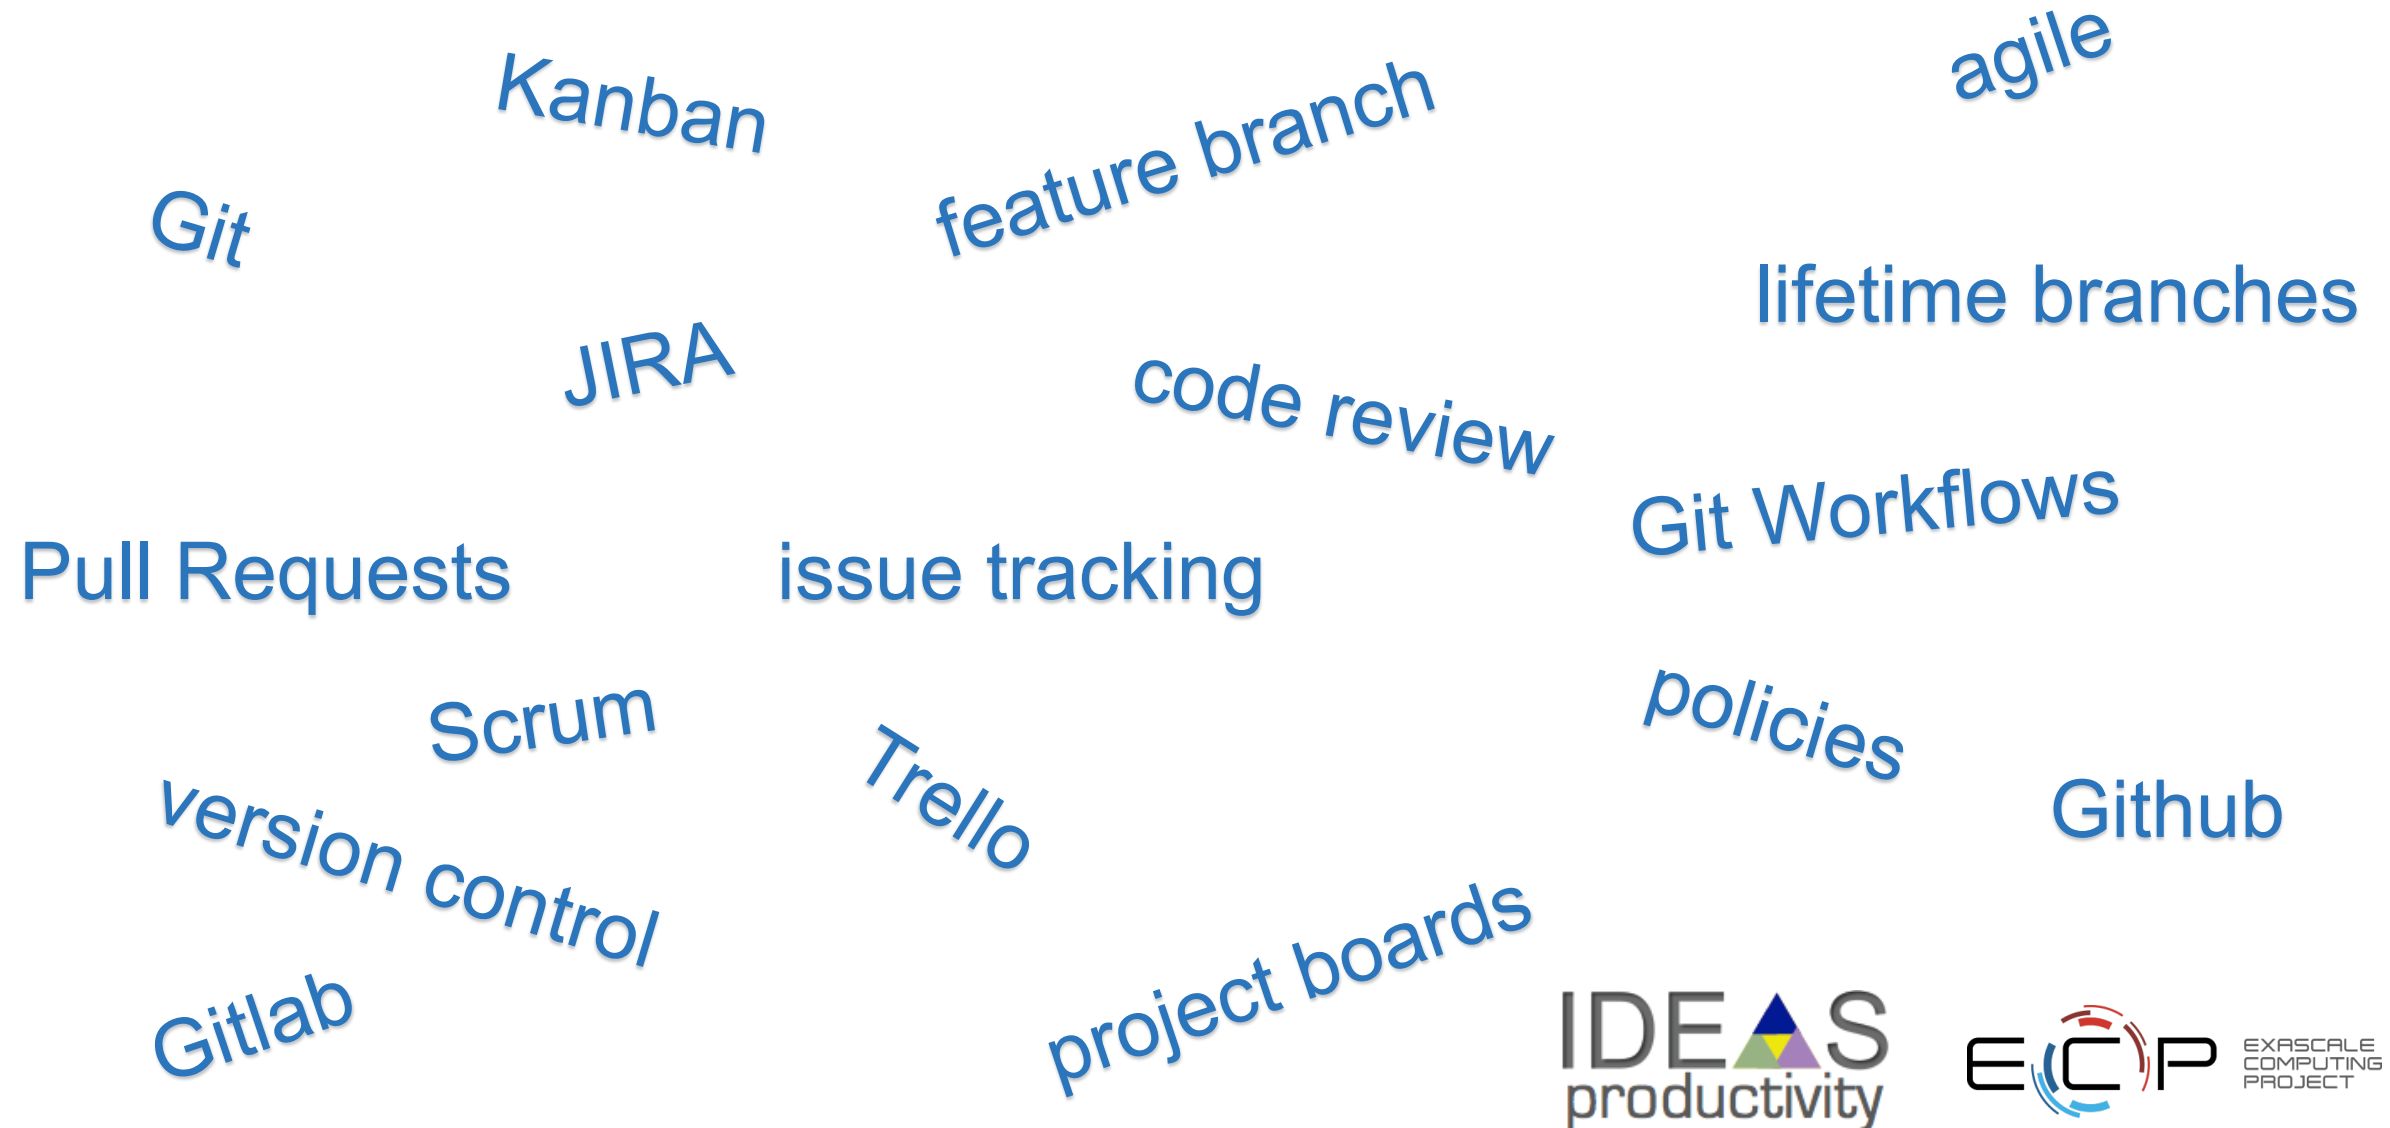 agile
Kanban
feature branch
Git
lifetime branches
JIRA
code review
Git Workflows
Pull Requests
issue tracking
Scrum
policies
Trello
version control
Github
project boards
Gitlab
IDEAS
productivity
ECP
EXASCALE
COMPUTING
PROJECT